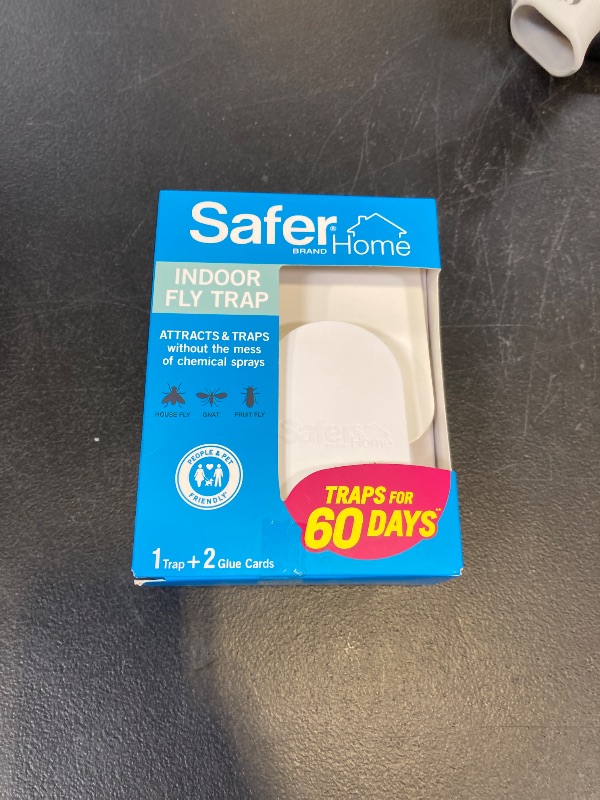 Safer®
BRAND Home
INDOOR
FLY TRAP
ATTRACTS & TRAPS
without the mess
of chemical sprays
HOUSE FLY GNAT FRUIT FLY
PEOPLE & PET
FRIENDLY*
Safer Home
TRAPS FOR
60 DAYS**
1 Trap + 2 Glue Cards